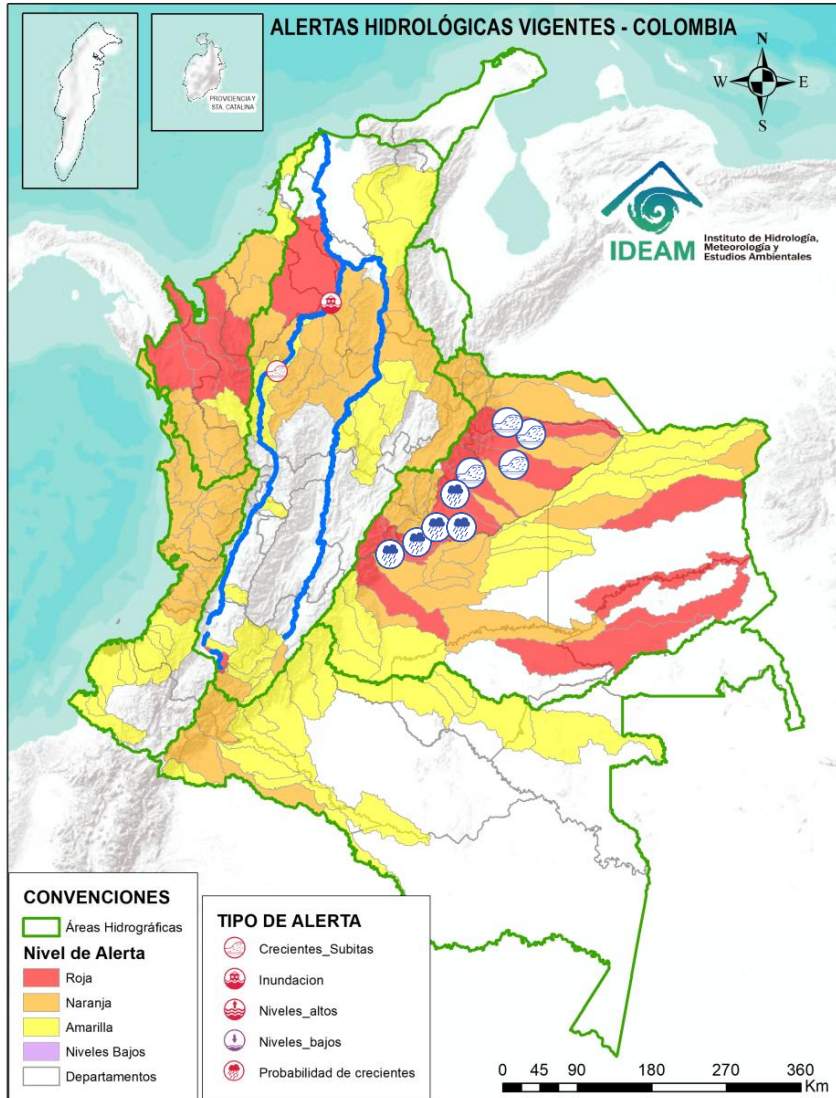 ALERTAS HIDROLÓGICAS VIGENTES - COLOMBIA
PROVIDENCIA Y
STA. CATALINA
N
W
E
S
IDEAM
Instituto de Hidrología,
Meteorología y
Estudios Ambientales
CONVENCIONES
Áreas Hidrográficas
Nivel de Alerta
Roja
Naranja
Amarilla
Niveles Bajos
Departamentos
TIPO DE ALERTA
Crecientes_Subitas
Inundacion
Niveles_altos
Niveles_bajos
Probabilidad de crecientes
0 45 90 180 270 360
Km